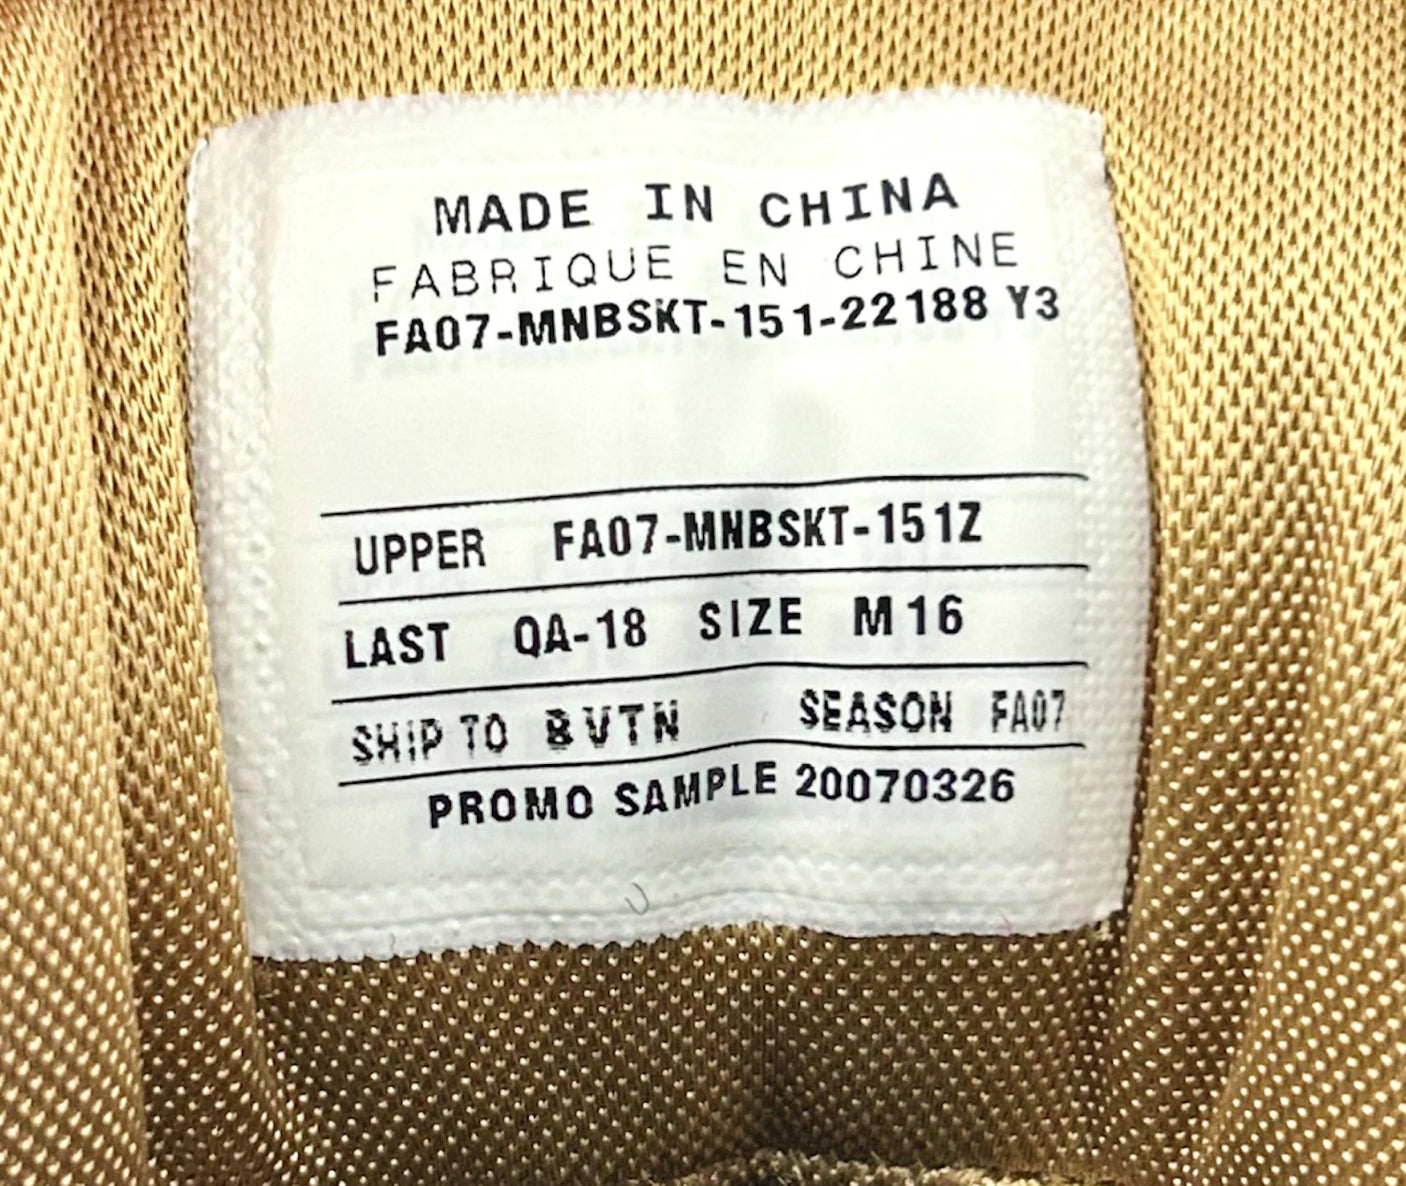 MADE IN CHINA
FABRIQUE EN CHINE
FA07-MNBSKT-151-22188 Y3
UPPER FA07-MNBSKT-151Z
LAST QA-18 SIZE M 16
SHIP TO BVTN SEASON FA07
PROMO SAMPLE 20070326